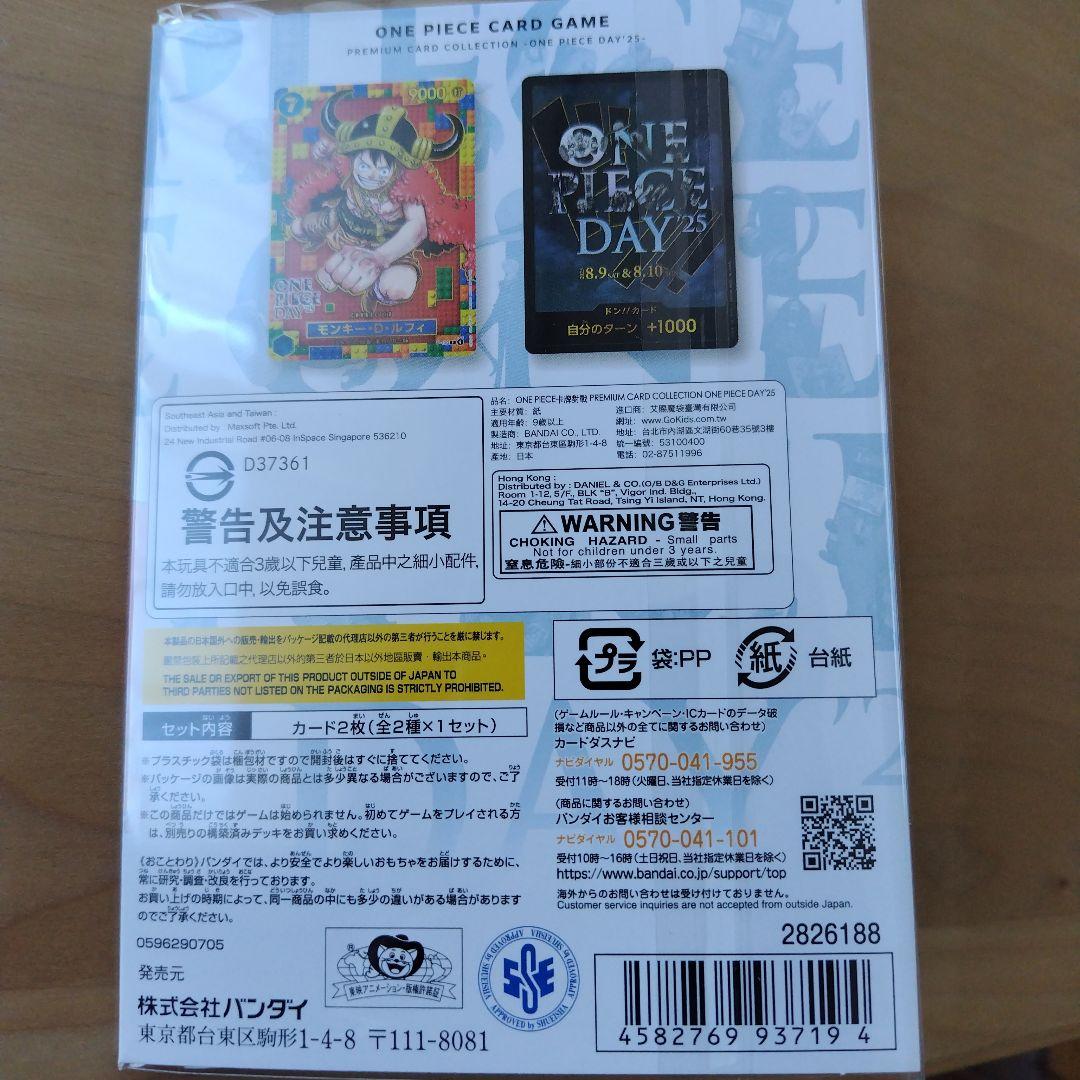 ONE PIECE CARD GAME
PREMIUM CARD COLLECTION -ONE PIECE DAY'25-
7
9000
ONE
PIECE
DAY'25
モンキー・D・ルフィ
ONE
PIECE
DAY'25
8.9 SAT & 8.10
ドン!!カード
自分のターン +1000
Southeast Asia and Taiwan :
Distributed by Maxsoft Pte. Ltd.
24 New Industrial Road #06-08 InSpace Singapore 536210
D37361
警告及注意事項
本玩具不適合3歲以下兒童, 產品中之細小配件,
請勿放入口中, 以免誤食。
品名: ONE PIECE卡牌對戰 PREMIUM CARD COLLECTION ONE PIECE DAY'25
主要材質: 紙
適用年齡: 9歲以上
製造商: BANDAI CO., LTD.
地址: 東京都台東區駒形1-4-8
產地: 日本
進口商: 艾階魔袋臺灣有限公司
網址: www.GoKids.com.tw
地址: 台北市內湖區文湖街60巷35號3樓
統一編號: 53100400
電話: 02-87511996
Hong Kong :
Distributed by : DANIEL & CO.(O/B D&G Enterprises Ltd.)
Room 1-12, 5/F., BLK "B", Vigor Ind. Bldg.,
14-20 Cheung Tat Road, Tsing Yi Island, NT, Hong Kong.
⚠WARNING 警告
CHOKING HAZARD - Small parts
Not for children under 3 years.
窒息危險-細小部份不適合三歲或以下之兒童
本製品の日本国外への販売・輸出をパッケージ記載の代理店以外の第三者が行うことを厳に禁じます。
嚴禁包裝上所記載之代理店以外的第三者於日本以外地區販賣・輸出本商品。
THE SALE OR EXPORT OF THIS PRODUCT OUTSIDE OF JAPAN TO
THIRD PARTIES NOT LISTED ON THE PACKAGING IS STRICTLY PROHIBITED.
プラ 袋:PP 紙 台紙
セット内容 カード2枚(全2種×1セット)
※プラスチック袋は梱包材ですので開封後はすぐに捨ててください。
※パッケージの画像は実際の商品とは多少異なる場合がございますので、ご了
承ください。
※この商品だけではゲームは始められません。初めてゲームをプレイされる方
は、別売りの構築済みデッキをお買い求めください。
《おことわり》バンダイでは、より安全でより楽しいおもちゃをお届けするために、
常に研究・調査・改良を行っております。
お買い上げの時期によって、同一商品の中にも多少の違いがある場合があります
のでご了承ください。
(ゲームルール・キャンペーン・ICカードのデータ破
損など商品以外の全てに関するお問い合わせ)
カードダスナビ
ナビダイヤル 0570-041-955
受付11時~18時(火曜日、当社指定休業日を除く)
(商品に関するお問い合わせ)
バンダイお客様相談センター
ナビダイヤル 0570-041-101
受付10時~16時(土日祝日、当社指定休業日を除く)
https://www.bandai.co.jp/support/top
海外からのお問い合わせは受け付けておりません。
Customer service inquiries are not accepted from outside Japan.
0596290705
発売元
株式会社バンダイ
東京都台東区駒形1-4-8 〒111-8081
東映アニメーション・版権許諾証
APPROVED by SHUEISHA
2826188
4 582769 937194